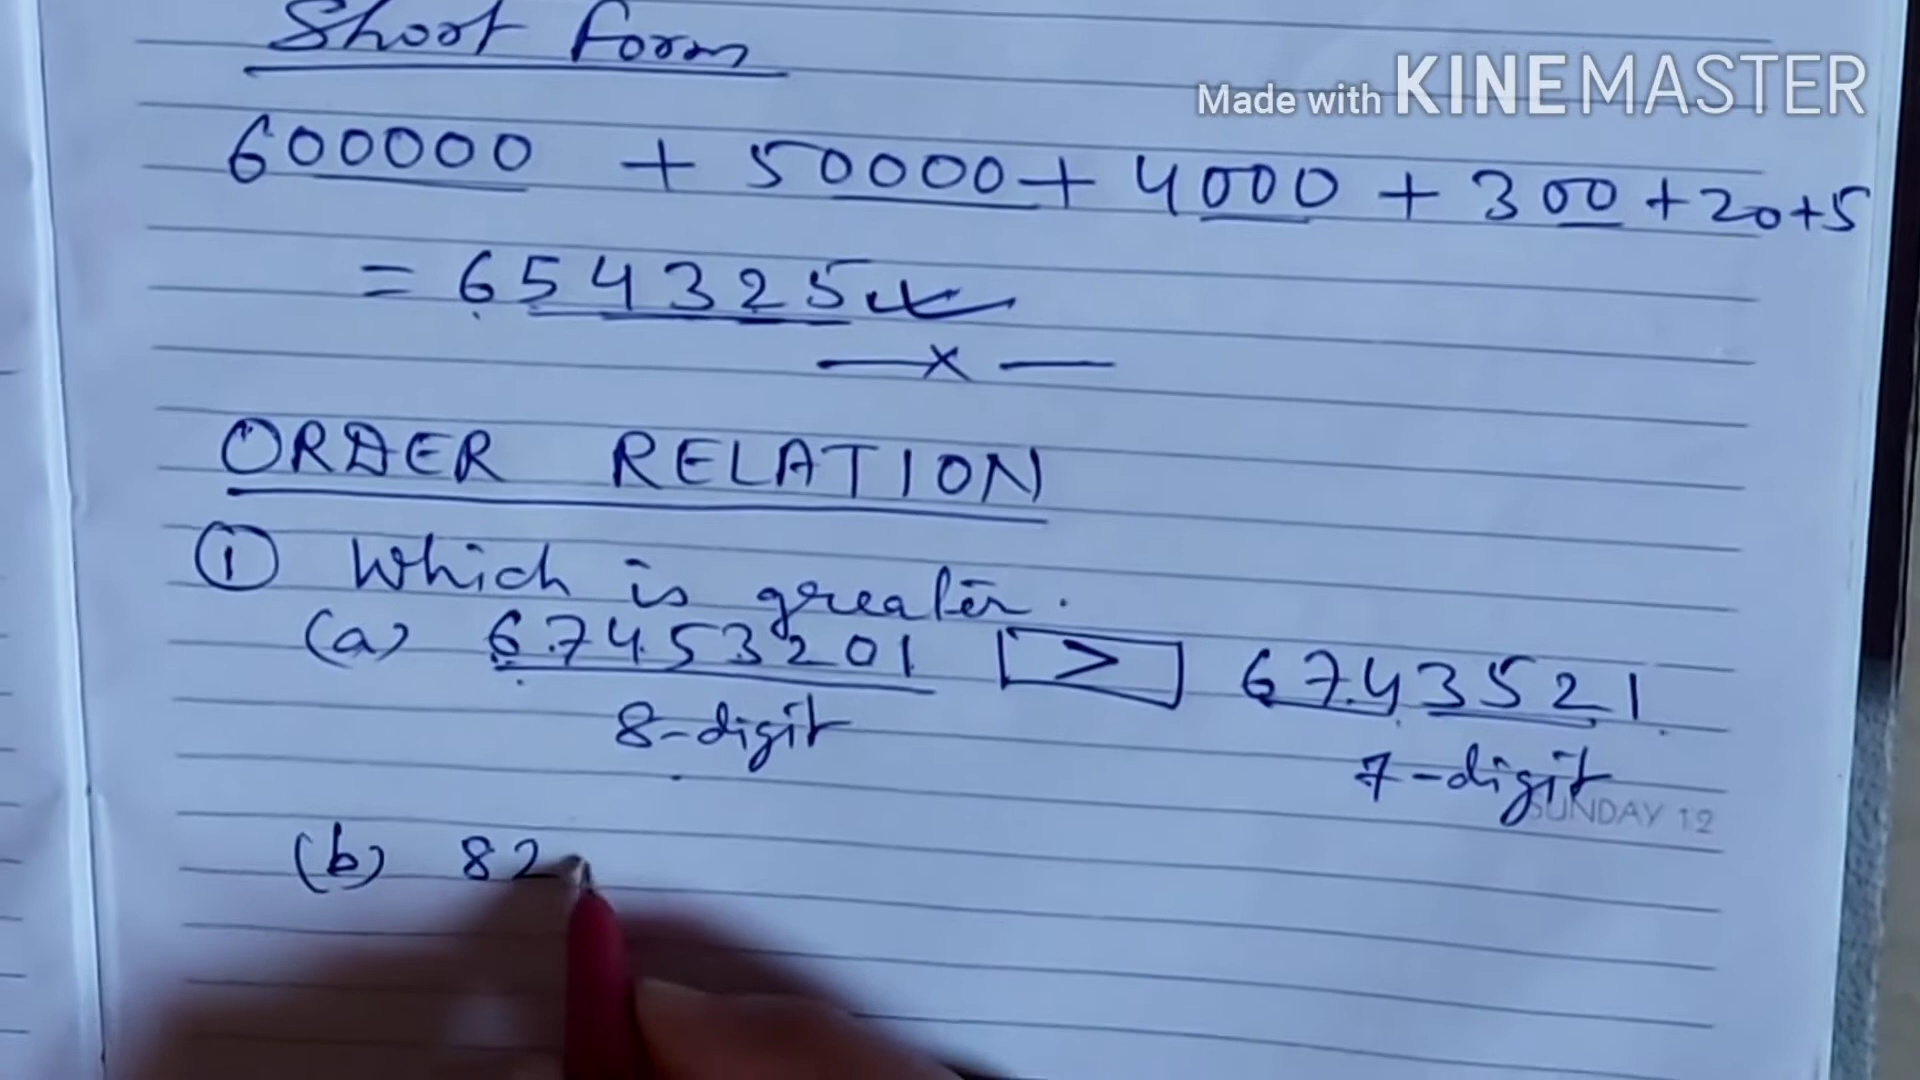 Short Form
Made with KINEMASTER
600000 + 50000 + 4000 + 300 + 20 + 5
= 654325
— x —
ORDER RELATION
① Which is greater.
(a) 67453201 > 6743521
8-digit 7-digit
SUNDAY 12
(b) 82